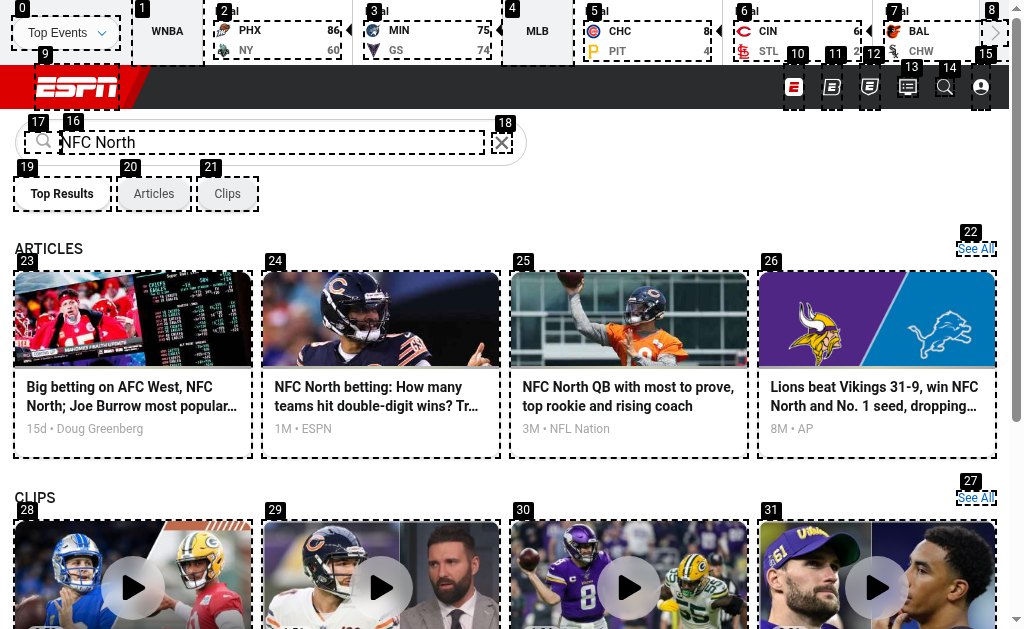 0
1
2
3
4
5
6
7
8
Top Events
WNBA
PHX 86
NY 60
MIN 75
GS 74
MLB
CHC 8
PIT 4
CIN 6
STL 2
BAL
CHW
9
ESPN
10
11
12
13
14
15
17
16
18
NFC North
19
20
21
Top Results
Articles
Clips
ARTICLES
22
See All
23
24
25
26
Big betting on AFC West, NFC
North; Joe Burrow most popular…
15d • Doug Greenberg
NFC North betting: How many
teams hit double-digit wins? Tr…
1M • ESPN
NFC North QB with most to prove,
top rookie and rising coach
3M • NFL Nation
Lions beat Vikings 31-9, win NFC
North and No. 1 seed, dropping…
8M • AP
CLIPS
27
See All
28
29
30
31